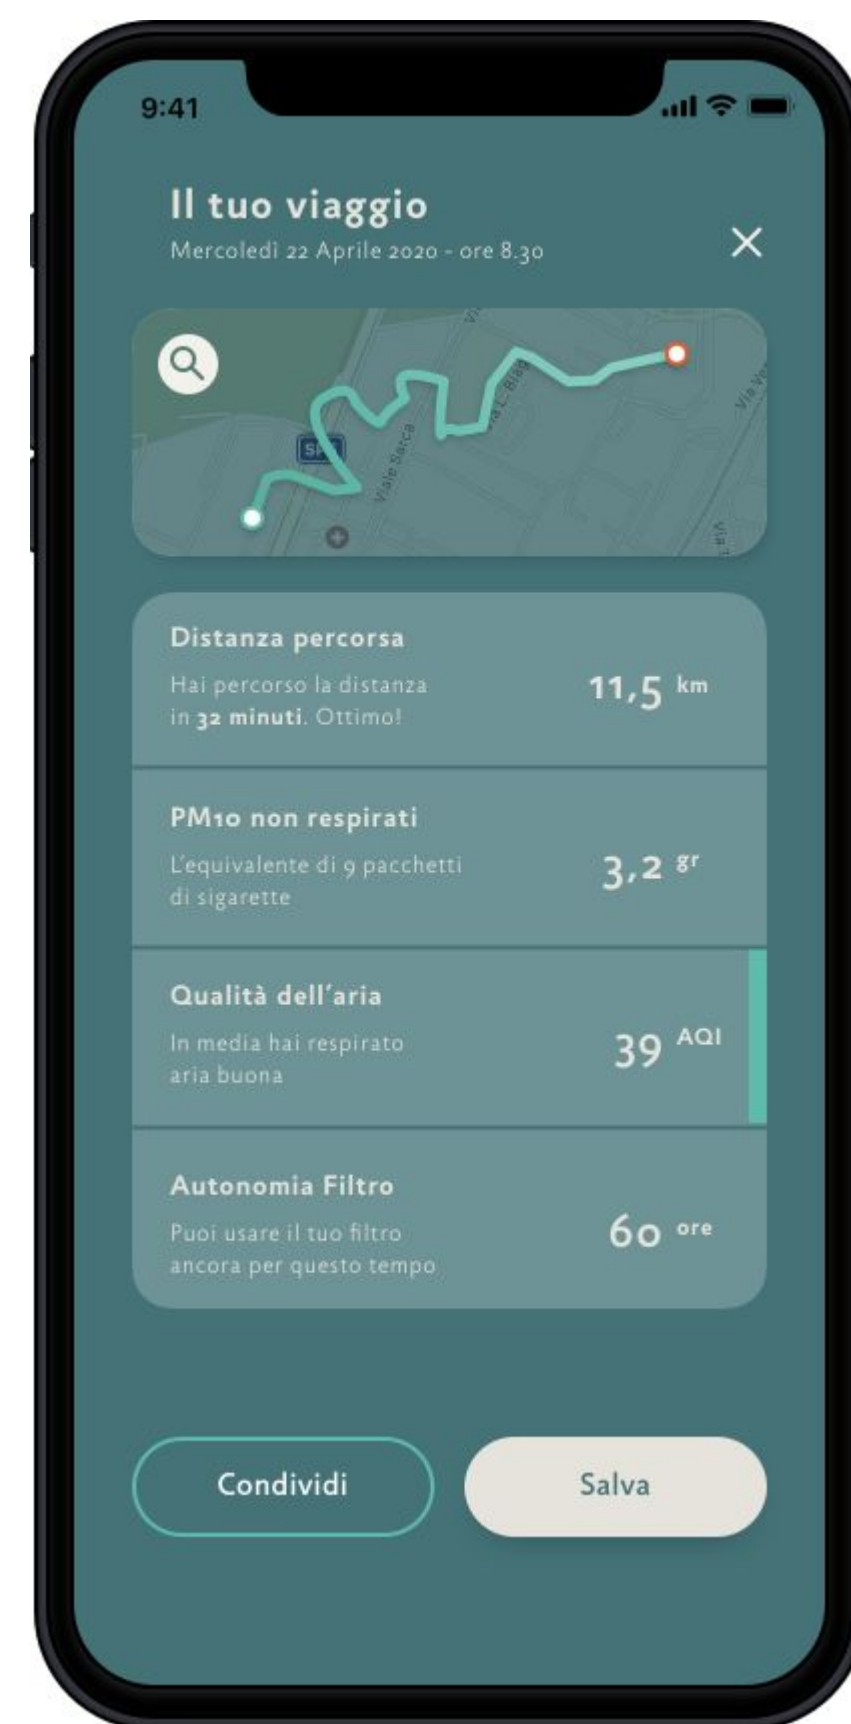 9:41
Il tuo viaggio
Mercoledì 22 Aprile 2020 - ore 8.30
Viale Sarca
Distanza percorsa
Hai percorso la distanza
in 32 minuti. Ottimo!
11,5 km
PM10 non respirati
L'equivalente di 9 pacchetti
di sigarette
3,2 gr
Qualità dell'aria
In media hai respirato
aria buona
39 AQI
Autonomia Filtro
Puoi usare il tuo filtro
ancora per questo tempo
60 ore
Condividi
Salva